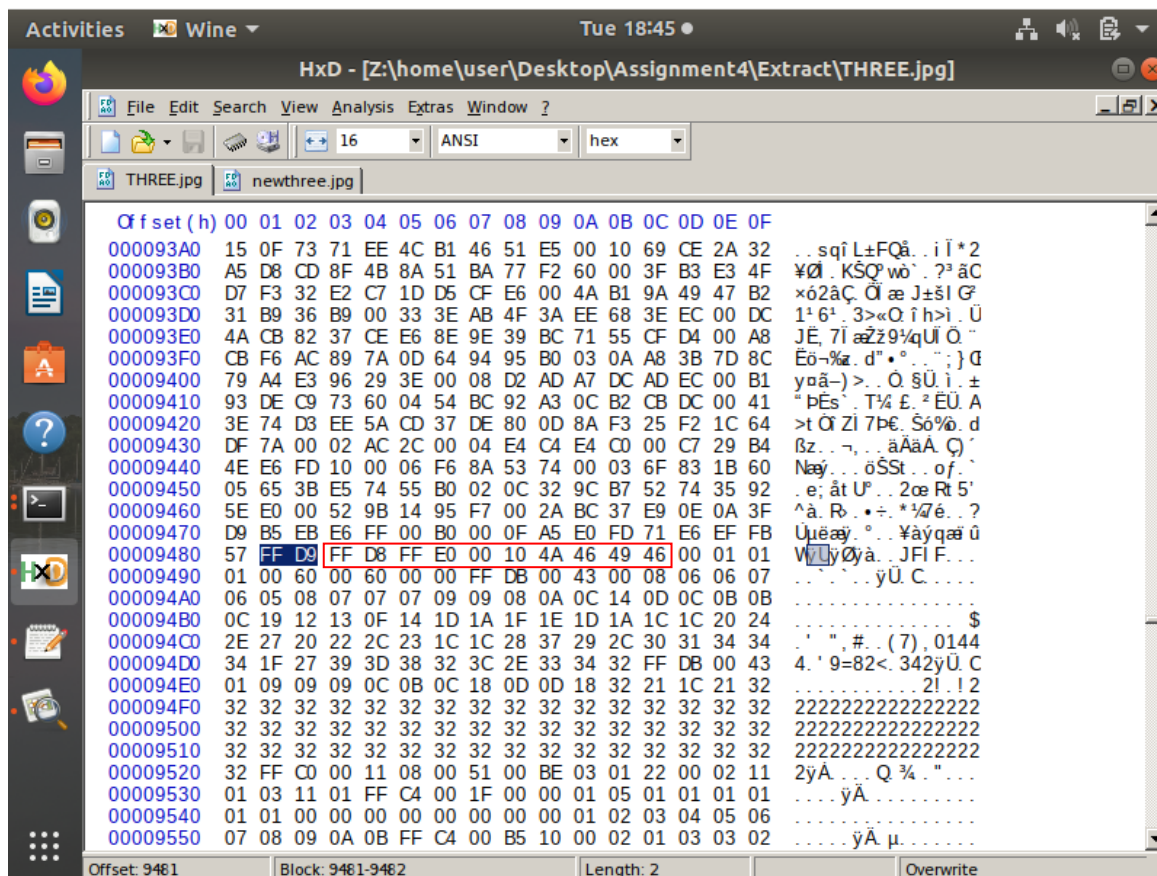 Activities Wine Tue 18:45
HxD - [Z:\home\user\Desktop\Assignment4\Extract\THREE.jpg]
File Edit Search View Analysis Extras Window ?
16 ANSI hex
THREE.jpg newthree.jpg
Offset(h) 00 01 02 03 04 05 06 07 08 09 0A 0B 0C 0D 0E 0F
000093A0 15 0F 73 71 EE 4C B1 46 51 E5 00 10 69 CE 2A 32 ..sqîL±FQå..iÎ*2
000093B0 A5 D8 CD 8F 4B 8A 51 BA 77 F2 60 00 3F B3 E3 4F
000093C0 D7 F3 32 E2 C7 1D D5 CF E6 00 4A B1 9A 49 47 B2
000093D0 31 B9 36 B9 00 33 3E AB 4F 3A EE 68 3E EC 00 DC
000093E0 4A CB 82 37 CE E6 8E 9E 39 BC 71 55 CF D4 00 A8
000093F0 CB F6 AC 89 7A 0D 64 94 95 B0 03 0A A8 3B 7D 8C
00009400 79 A4 E3 96 29 3E 00 08 D2 AD A7 DC AD EC 00 B1
00009410 93 DE C9 73 60 04 54 BC 92 A3 0C B2 CB DC 00 41
00009420 3E 74 D3 EE 5A CD 37 DE 80 0D 8A F3 25 F2 1C 64
00009430 DF 7A 00 02 AC 2C 00 04 E4 C4 E4 C0 00 C7 29 B4
00009440 4E E6 FD 10 00 06 F6 8A 53 74 00 03 6F 83 1B 60
00009450 05 65 3B E5 74 55 B0 02 0C 32 9C B7 52 74 35 92
00009460 5E E0 00 52 9B 14 95 F7 00 2A BC 37 E9 0E 0A 3F
00009470 D9 B5 EB E6 FF 00 B0 00 0F A5 E0 FD 71 E6 EF FB
00009480 57 FF D9 FF D8 FF E0 00 10 4A 46 49 46 00 01 01 WÿÙÿØÿà..JFIF...
00009490 01 00 60 00 60 00 00 FF DB 00 43 00 08 06 06 07 ..`.`..ÿÛ.C.....
000094A0 06 05 08 07 07 07 09 09 08 0A 0C 14 0D 0C 0B 0B ................
000094B0 0C 19 12 13 0F 14 1D 1A 1F 1E 1D 1A 1C 1C 20 24 .............. $
000094C0 2E 27 20 22 2C 23 1C 1C 28 37 29 2C 30 31 34 34 .' ",#..(7),0144
000094D0 34 1F 27 39 3D 38 32 3C 2E 33 34 32 FF DB 00 43 4.'9=82<.342ÿÛ.C
000094E0 01 09 09 09 0C 0B 0C 18 0D 0D 18 32 21 1C 21 32 ...........2!.!2
000094F0 32 32 32 32 32 32 32 32 32 32 32 32 32 32 32 32 2222222222222222
00009500 32 32 32 32 32 32 32 32 32 32 32 32 32 32 32 32 2222222222222222
00009510 32 32 32 32 32 32 32 32 32 32 32 32 32 32 32 32 2222222222222222
00009520 32 FF C0 00 11 08 00 51 00 BE 03 01 22 00 02 11 2ÿÀ....Q.¾.."...
00009530 01 03 11 01 FF C4 00 1F 00 00 01 05 01 01 01 01 ....ÿÄ..........
00009540 01 01 00 00 00 00 00 00 00 00 01 02 03 04 05 06 ................
00009550 07 08 09 0A 0B FF C4 00 B5 10 00 02 01 03 03 02 .....ÿÄ.µ.......
Offset: 9481 Block: 9481-9482 Length: 2 Overwrite